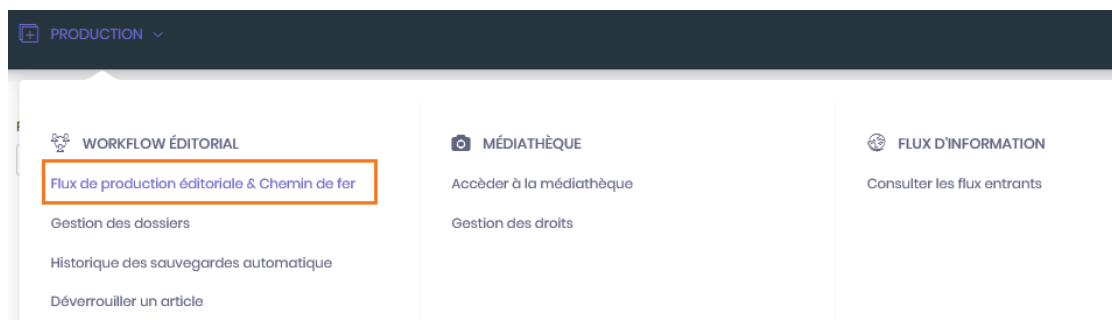 PRODUCTION
WORKFLOW ÉDITORIAL
Flux de production éditoriale & Chemin de fer
Gestion des dossiers
Historique des sauvegardes automatique
Déverrouiller un article
MÉDIATHÈQUE
Accèder à la médiathèque
Gestion des droits
FLUX D'INFORMATION
Consulter les flux entrants